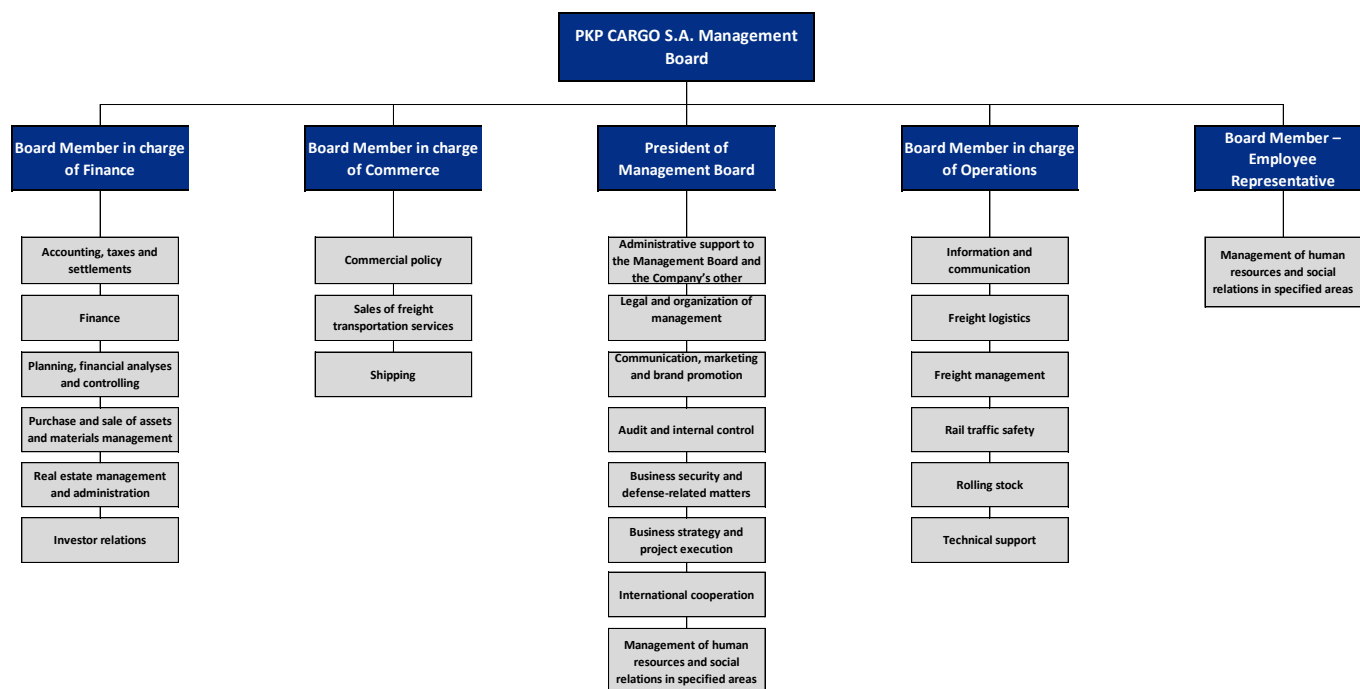 PKP CARGO S.A. Management
Board
Board Member in charge
of Finance
Accounting, taxes and
settlements
Finance
Planning, financial analyses
and controlling
Purchase and sale of assets
and materials management
Real estate management
and administration
Investor relations
Board Member in charge
of Commerce
Commercial policy
Sales of freight
transportation services
Shipping
President of
Management Board
Administrative support to
the Management Board and
the Company's other
Legal and organization of
management
Communication, marketing
and brand promotion
Audit and internal control
Business security and
defense-related matters
Business strategy and
project execution
International cooperation
Management of human
resources and social
relations in specified areas
Board Member in charge
of Operations
Information and
communication
Freight logistics
Freight management
Rail traffic safety
Rolling stock
Technical support
Board Member –
Employee
Representative
Management of human
resources and social
relations in specified areas